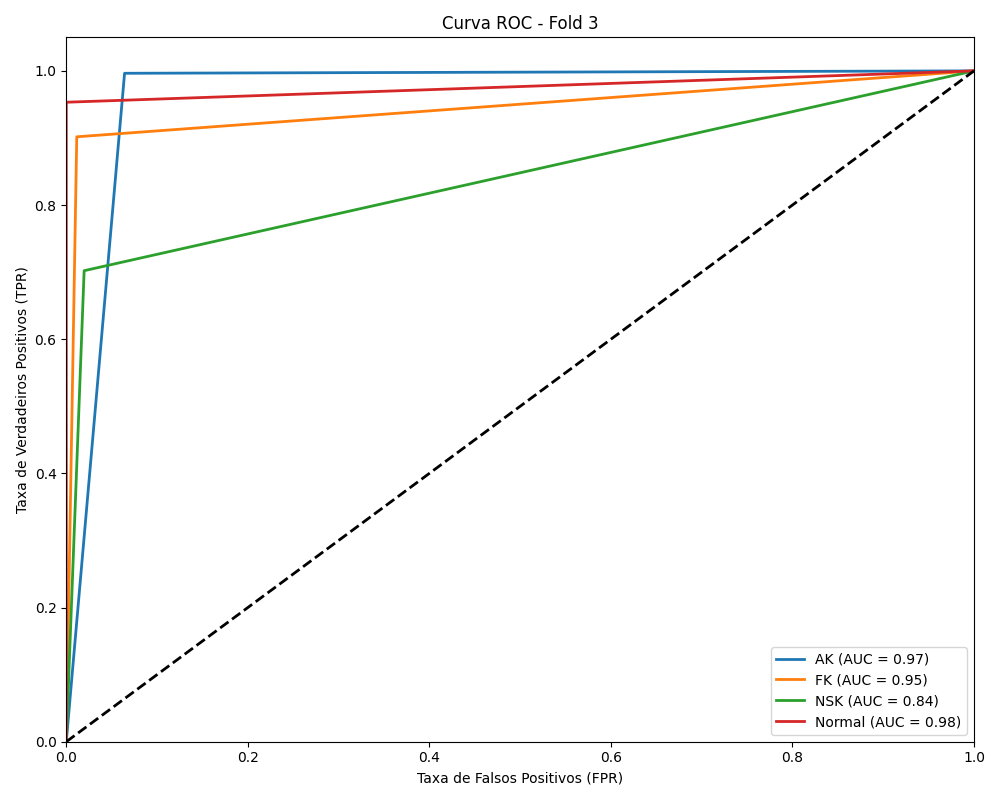 Curva ROC - Fold 3
Taxa de Verdadeiros Positivos (TPR)
1.0
0.8
0.6
0.4
0.2
0.0
0.0 0.2 0.4 0.6 0.8 1.0
Taxa de Falsos Positivos (FPR)
AK (AUC = 0.97)
FK (AUC = 0.95)
NSK (AUC = 0.84)
Normal (AUC = 0.98)